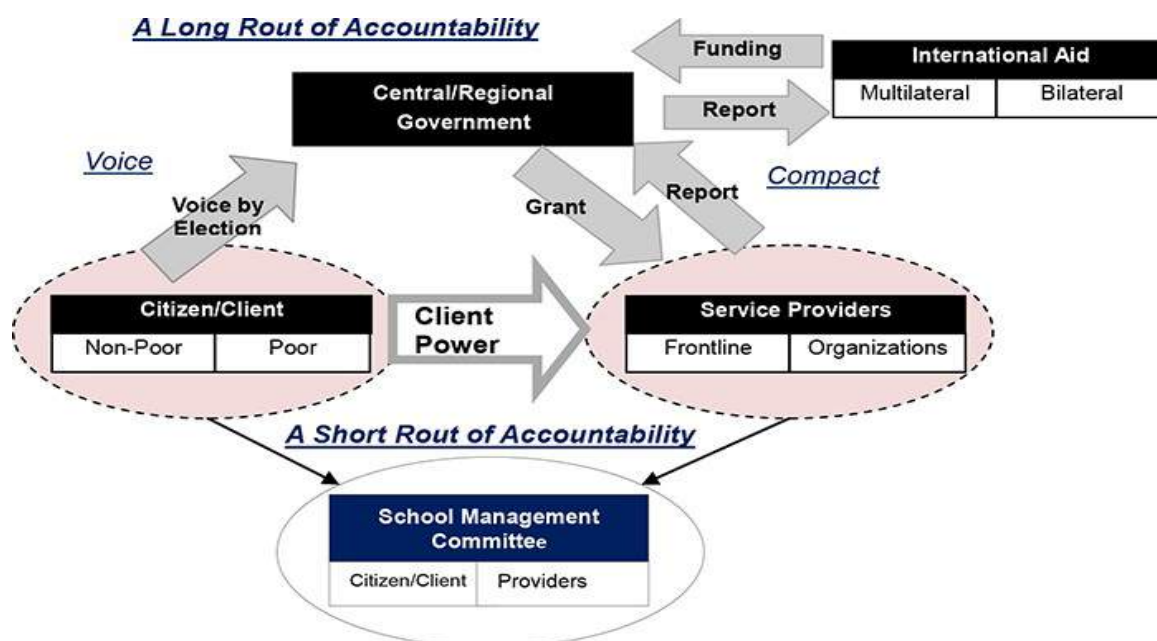 A Long Rout of Accountability
Funding
International Aid
Multilateral
Bilateral
Central/Regional
Government
Report
Voice
Compact
Voice by
Election
Grant
Report
Citizen/Client
Non-Poor
Poor
Client
Power
Service Providers
Frontline
Organizations
A Short Rout of Accountability
School Management
Committee
Citizen/Client
Providers